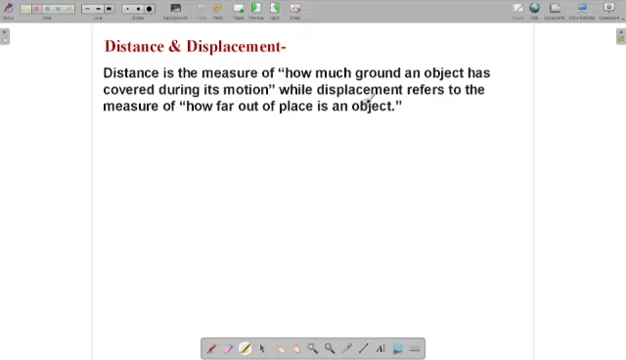 Distance & Displacement-
Distance is the measure of “how much ground an object has
covered during its motion” while displacement refers to the
measure of “how far out of place is an object.”